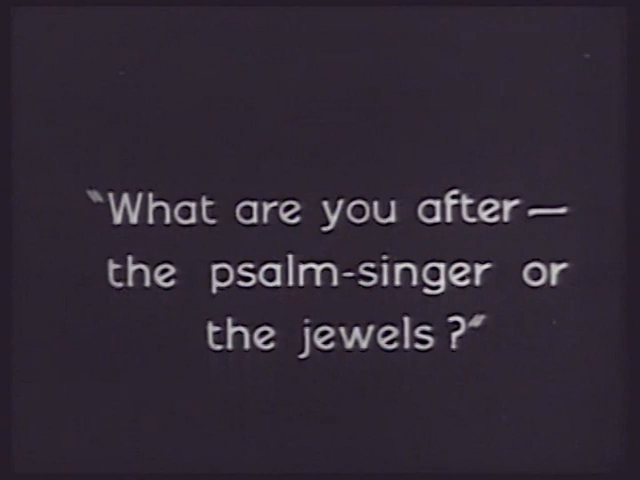 "What are you after—
the psalm-singer or
the jewels?"